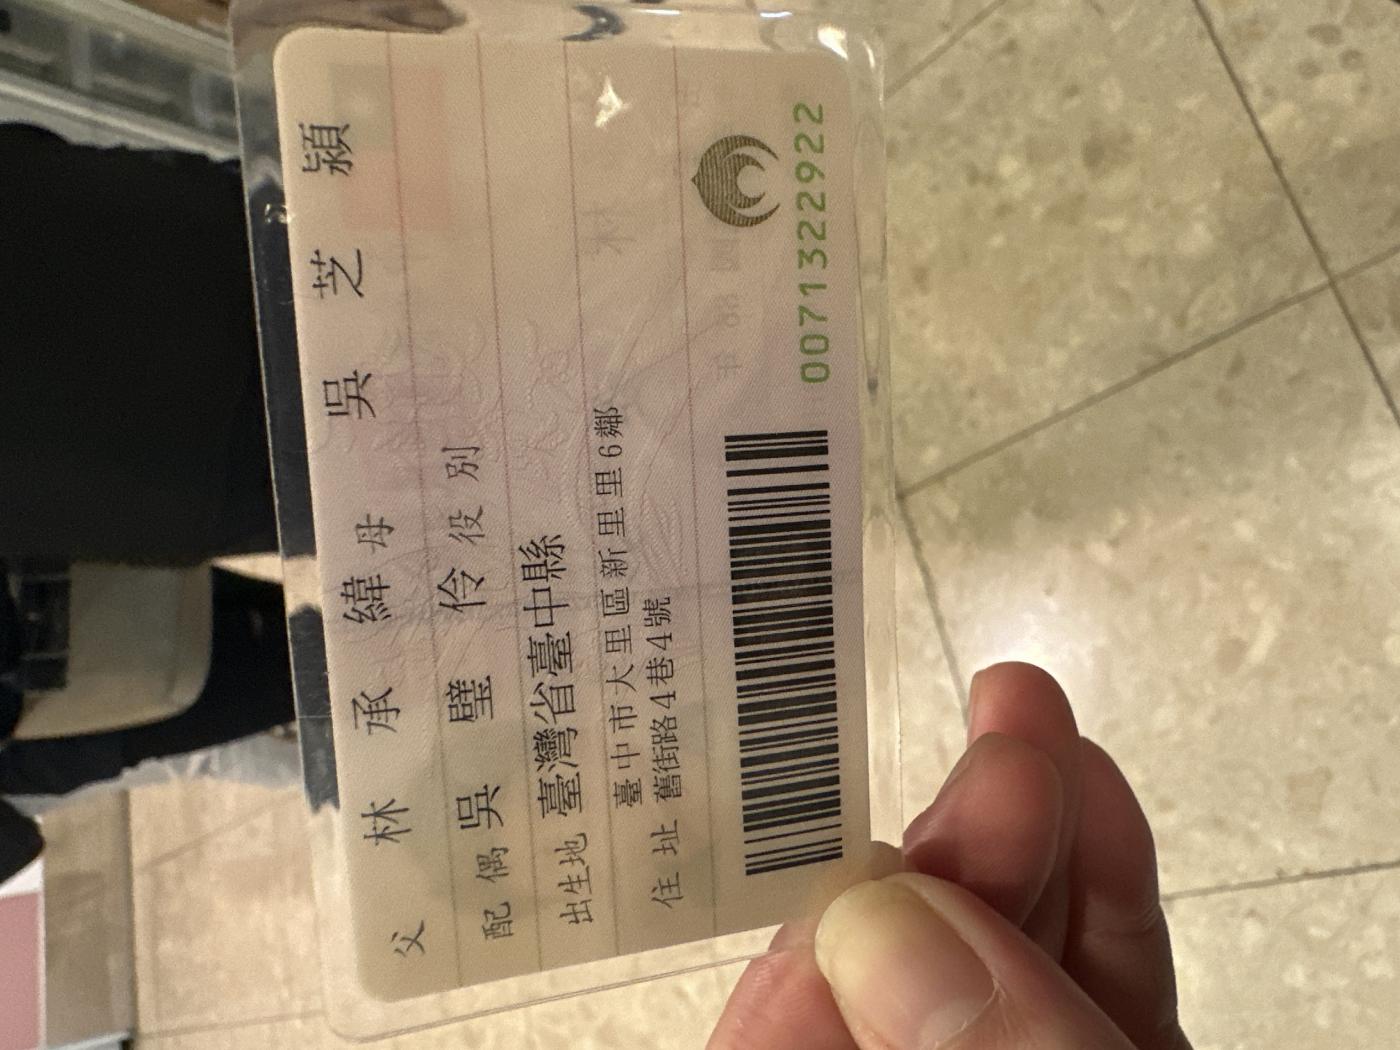 父 林承緯 母 吳芝穎
配偶 吳璧伶 役別
出生地 臺灣省臺中縣
住址 臺中市大里區新里里6鄰
舊街路4巷4號
0071322922